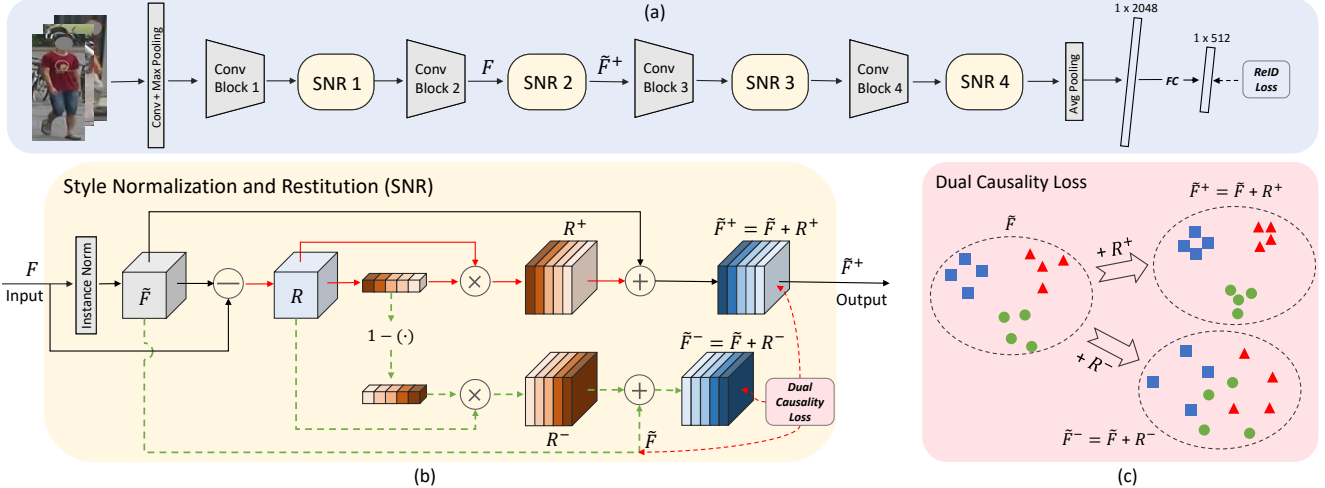 (a)
1 x 2048
1 x 512
Conv + Max Pooling
Conv
Block 1
SNR 1
Conv
Block 2
F
SNR 2
F̃⁺
Conv
Block 3
SNR 3
Conv
Block 4
SNR 4
Avg Pooling
FC
ReID
Loss
Style Normalization and Restitution (SNR)
F
Input
Instance Norm
F̃
−
R
×
R⁺
+
F̃⁺ = F̃ + R⁺
F̃⁺
Output
1 − (·)
×
R⁻
+
F̃⁻ = F̃ + R⁻
F̃
Dual
Causality
Loss
(b)
Dual Causality Loss
F̃
+ R⁺
F̃⁺ = F̃ + R⁺
+ R⁻
F̃⁻ = F̃ + R⁻
(c)